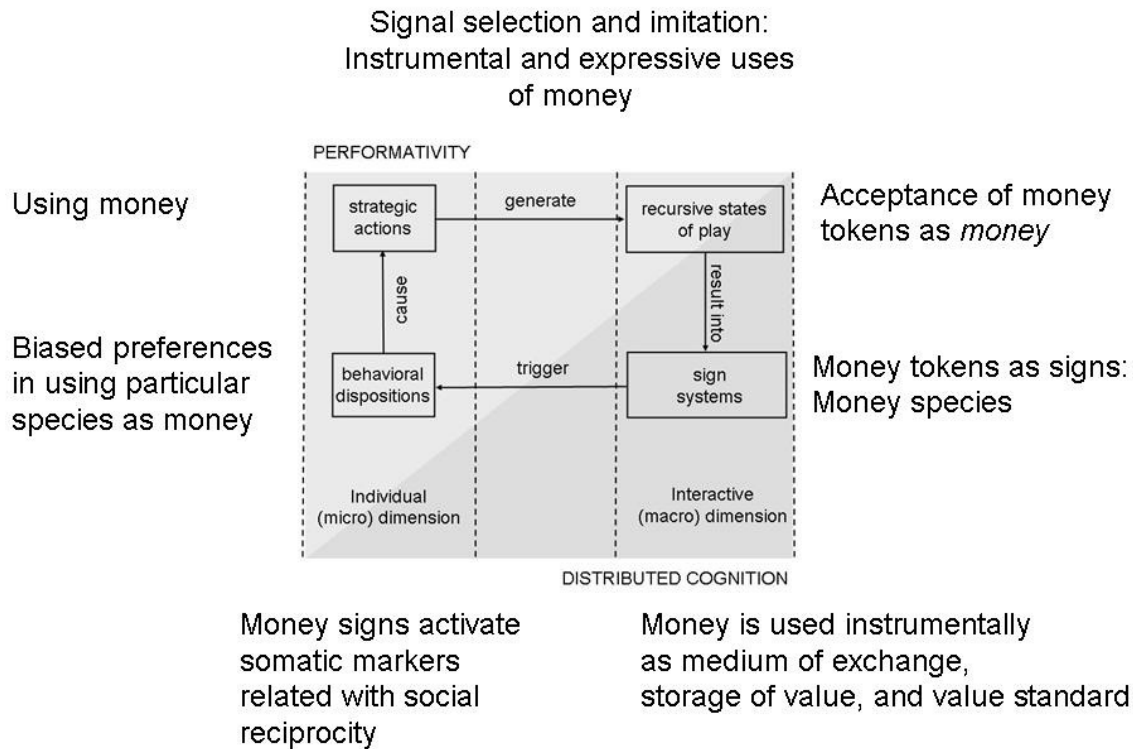 Signal selection and imitation:
Instrumental and expressive uses
of money
PERFORMATIVITY
Using money
strategic
actions
generate
recursive states
of play
Acceptance of money
tokens as money
cause
result into
Biased preferences
in using particular
species as money
behavioral
dispositions
trigger
sign
systems
Money tokens as signs:
Money species
Individual
(micro) dimension
Interactive
(macro) dimension
DISTRIBUTED COGNITION
Money signs activate
somatic markers
related with social
reciprocity
Money is used instrumentally
as medium of exchange,
storage of value, and value standard